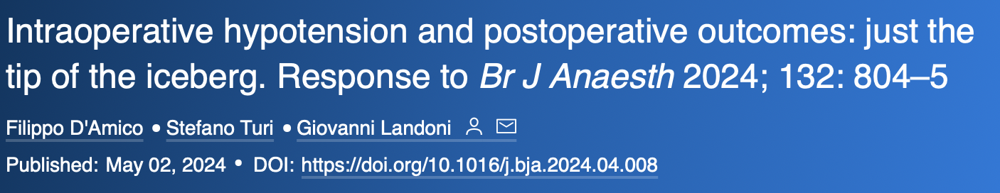 Intraoperative hypotension and postoperative outcomes: just the
tip of the iceberg. Response to Br J Anaesth 2024; 132: 804–5
Filippo D'Amico • Stefano Turi • Giovanni Landoni
Published: May 02, 2024 • DOI: https://doi.org/10.1016/j.bja.2024.04.008